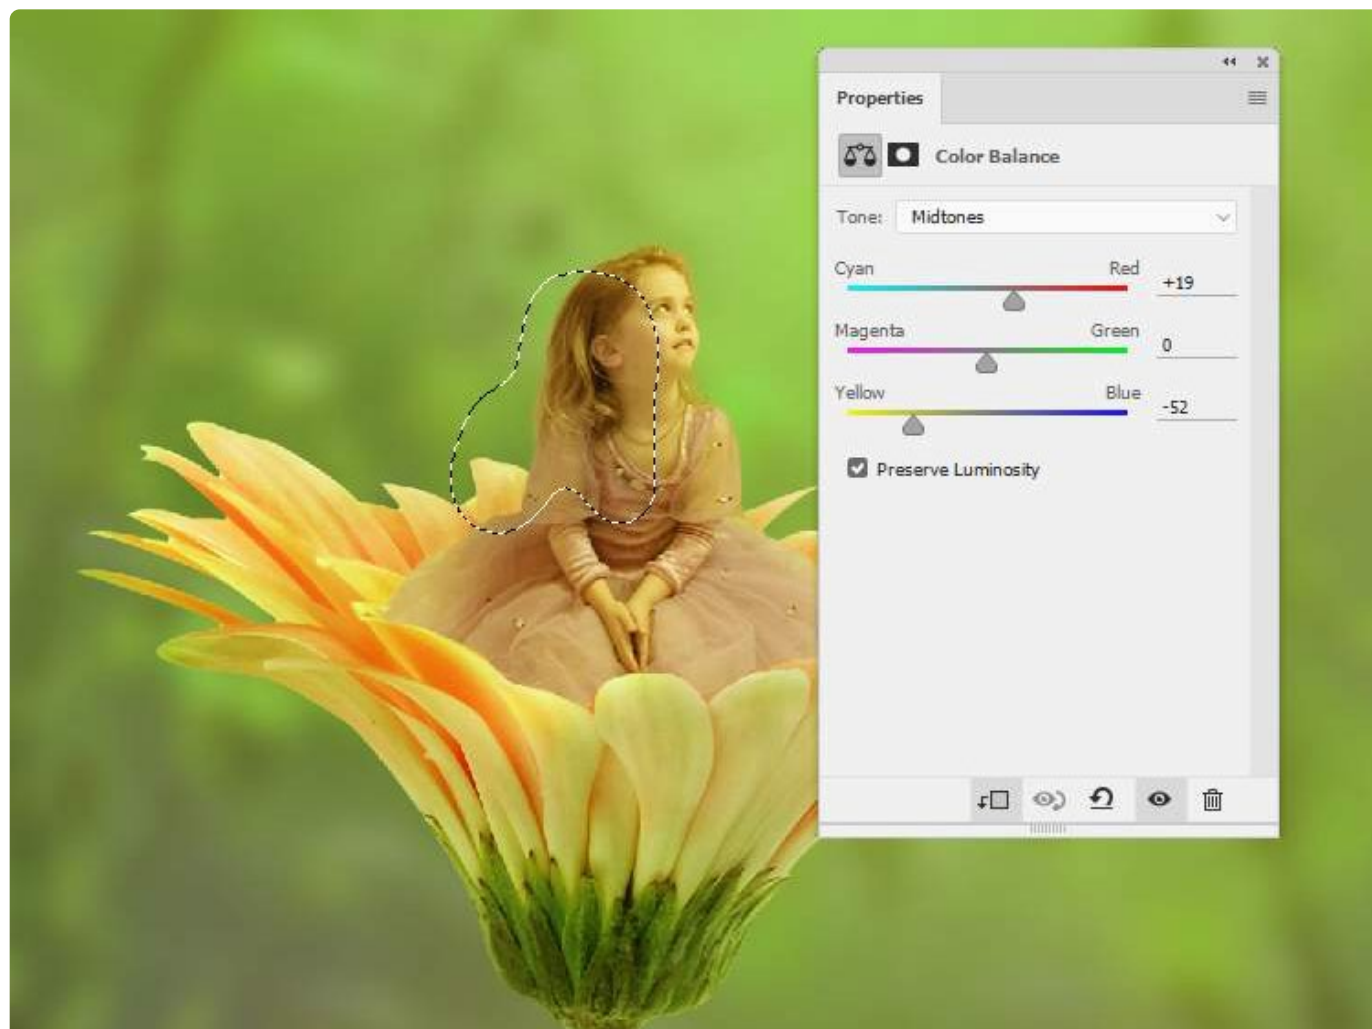 Properties
Color Balance
Tone: Midtones
Cyan Red +19
Magenta Green 0
Yellow Blue -52
Preserve Luminosity